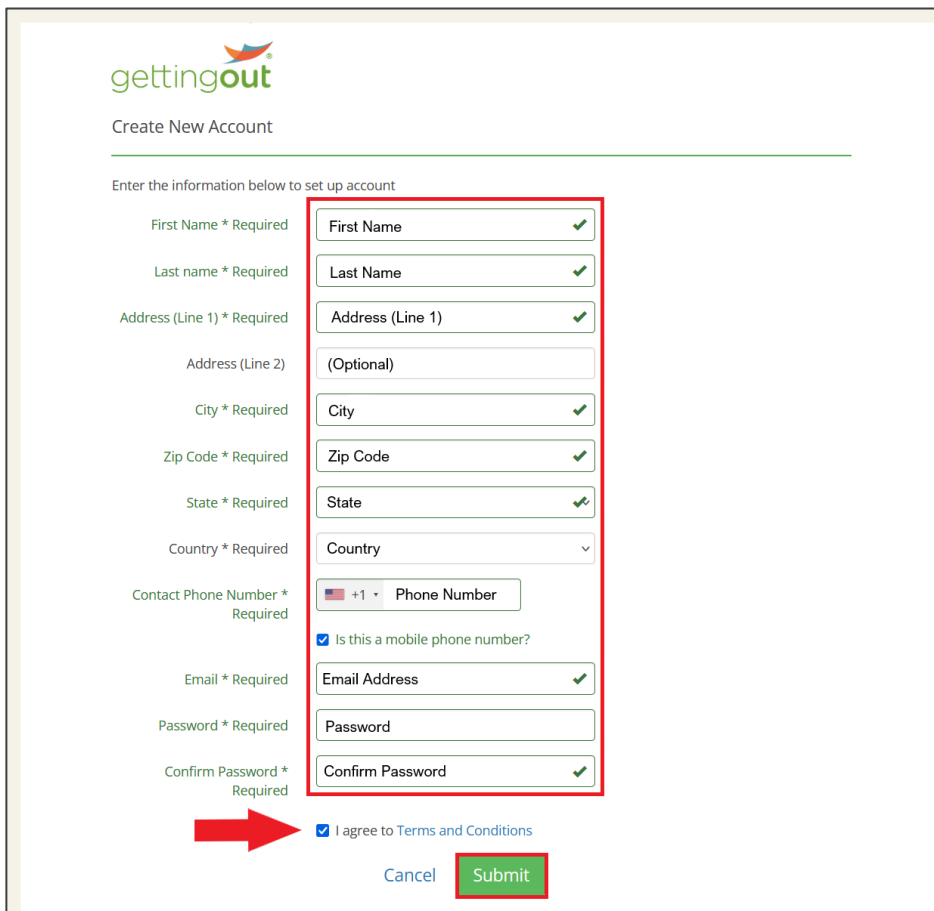 gettingout®
Create New Account
Enter the information below to set up account
First Name * Required First Name
Last name * Required Last Name
Address (Line 1) * Required Address (Line 1)
Address (Line 2) (Optional)
City * Required City
Zip Code * Required Zip Code
State * Required State
Country * Required Country
Contact Phone Number * +1 Phone Number
Required
Is this a mobile phone number?
Email * Required Email Address
Password * Required Password
Confirm Password * Confirm Password
Required
I agree to Terms and Conditions
Cancel Submit